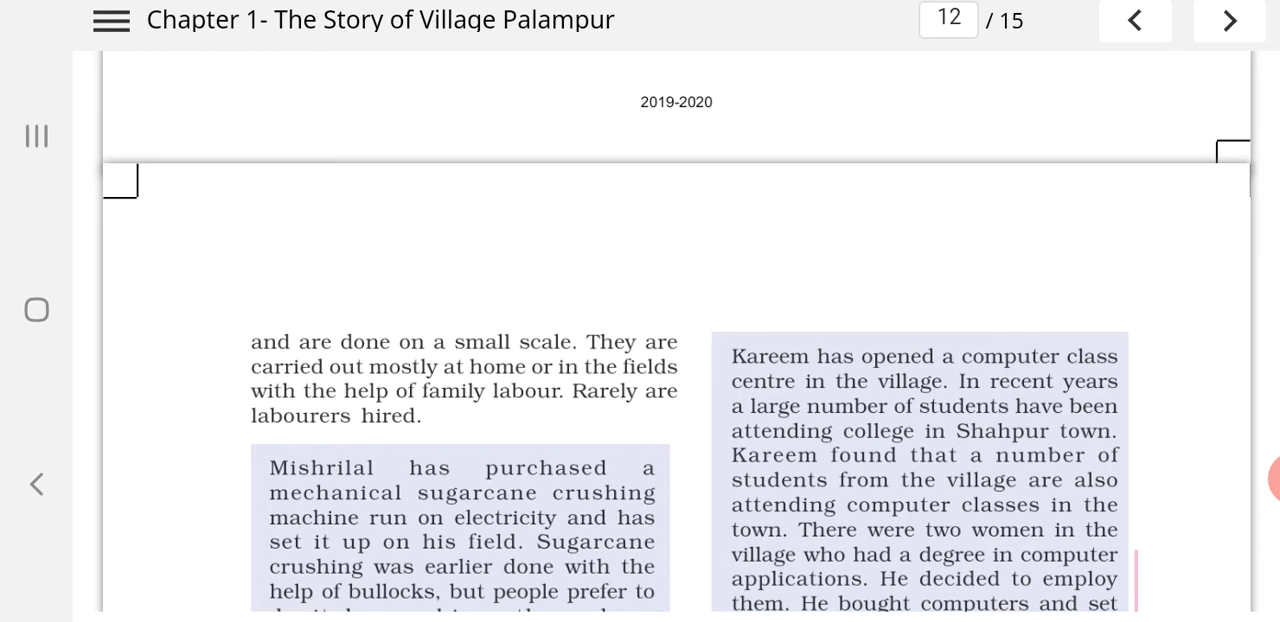 Chapter 1- The Story of Village Palampur
12 / 15
2019-2020
and are done on a small scale. They are
carried out mostly at home or in the fields
with the help of family labour. Rarely are
labourers hired.
Mishrilal has purchased a
mechanical sugarcane crushing
machine run on electricity and has
set it up on his field. Sugarcane
crushing was earlier done with the
help of bullocks, but people prefer to
Kareem has opened a computer class
centre in the village. In recent years
a large number of students have been
attending college in Shahpur town.
Kareem found that a number of
students from the village are also
attending computer classes in the
town. There were two women in the
village who had a degree in computer
applications. He decided to employ
them. He bought computers and set